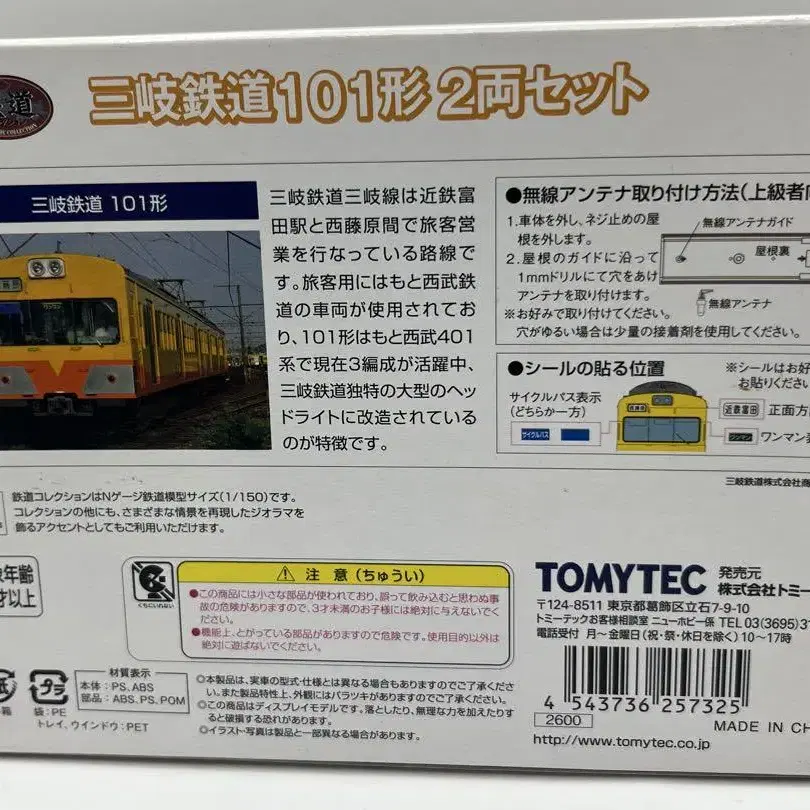 三岐鉄道101形 2両セット
三岐鉄道 101形
三岐鉄道三岐線は近鉄富
田駅と西藤原間で旅客営
業を行なっている路線で
す。旅客用にはもと西武鉄
道の車両が使用されてお
り、101形はもと西武401
系で現在3編成が活躍中、
三岐鉄道独特の大型のヘッ
ドライトに改造されている
のが特徴です。
●無線アンテナ取り付け方法(上級者向
1.車体を外し、ネジ止めの屋
根を外します。
2.屋根のガイドに沿って
1mmドリルにて穴をあけ
アンテナを取り付けます。
※お好みで取り付けてください。
穴がゆるい場合は少量の接着剤を使用してください。
無線アンテナガイド
屋根裏
無線アンテナ
●シールの貼る位置
※シールはお好
お貼りくださ
サイクルパス表示
(どちらか一方)
サイクルパス
近鉄富田
正面方
ワンマン
ワンマン
三岐鉄道株式会社商
鉄道コレクションはNゲージ鉄道模型サイズ(1/150)です。
コレクションの他にも、さまざまな情景を再現したジオラマを
飾るアクセントとしてもご利用いただけます。
象年齢
才以上
くちにいれない
注意(ちゅうい)
●この商品には小さな部品が使われており、誤って飲み込むと思わぬ事
故の危険がありますので、3才未満のお子様には絶対に与えないでく
ださい。
●機能上、とがっている部品がありますので危険です。使用目的以外は
絶対に遊ばないでください。
TOMYTEC
発売元
株式会社トミー
〒124-8511 東京都葛飾区立石7-9-10
トミーテックお客様相談室 ニューホビー係 TEL 03(3695)31
電話受付 月~金曜日(祝・祭・休日を除く) 10~17時
箱
プラ
袋:PE
トレイ、ウインドウ:PET
材質表示
本体:PS、ABS
部品:ABS、PS、POM
○本製品は、実車の型式・仕様とは異なる場合もありますのでご了承くださ
い。また製品特性上、外観にはバラツキがありますのでご了承ください。
○この商品はディスプレイモデルです。落としたり、無理な力を加えたりす
ると破損する恐れがあります。
○イラスト・写真は製品と一部異なる場合があります。
4 543736 257325
2600
MADE IN CH
http://www.tomytec.co.jp